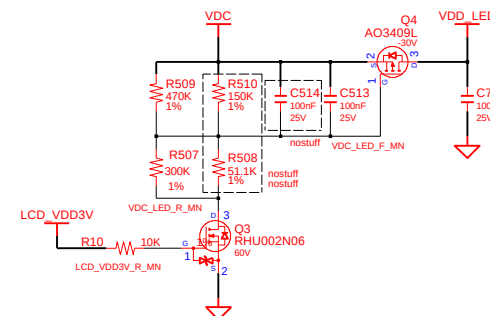 VDC
Q4
AO3409L
-30V
VDD_LED
2
3
S
D
1
G
R509
470K
1%
R510
150K
1%
C514
100nF
25V
C513
100nF
25V
nostuff
VDC_LED_F_MN
R507
300K
1%
R508
51.1K
1%
nostuff
nostuff
VDC_LED_R_MN
LCD_VDD3V
D
3
Q3
RHU002N06
60V
R10
10K
1%
G
1
LCD_VDD3V_R_MN
S
2
25V